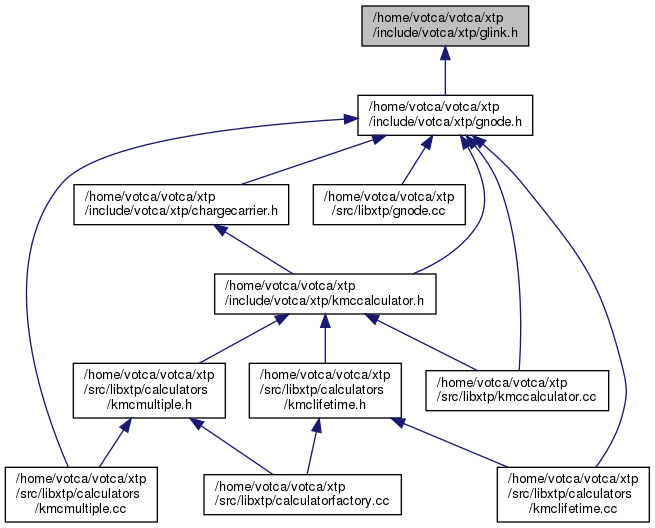 /home/votca/votca/xtp
/include/votca/xtp/glink.h
/home/votca/votca/xtp
/include/votca/xtp/gnode.h
/home/votca/votca/xtp
/include/votca/xtp/chargecarrier.h
/home/votca/votca/xtp
/src/libxtp/gnode.cc
/home/votca/votca/xtp
/include/votca/xtp/kmccalculator.h
/home/votca/votca/xtp
/src/libxtp/calculators
/kmcmultiple.h
/home/votca/votca/xtp
/src/libxtp/calculators
/kmclifetime.h
/home/votca/votca/xtp
/src/libxtp/kmccalculator.cc
/home/votca/votca/xtp
/src/libxtp/calculators
/kmcmultiple.cc
/home/votca/votca/xtp
/src/libxtp/calculatorfactory.cc
/home/votca/votca/xtp
/src/libxtp/calculators
/kmclifetime.cc